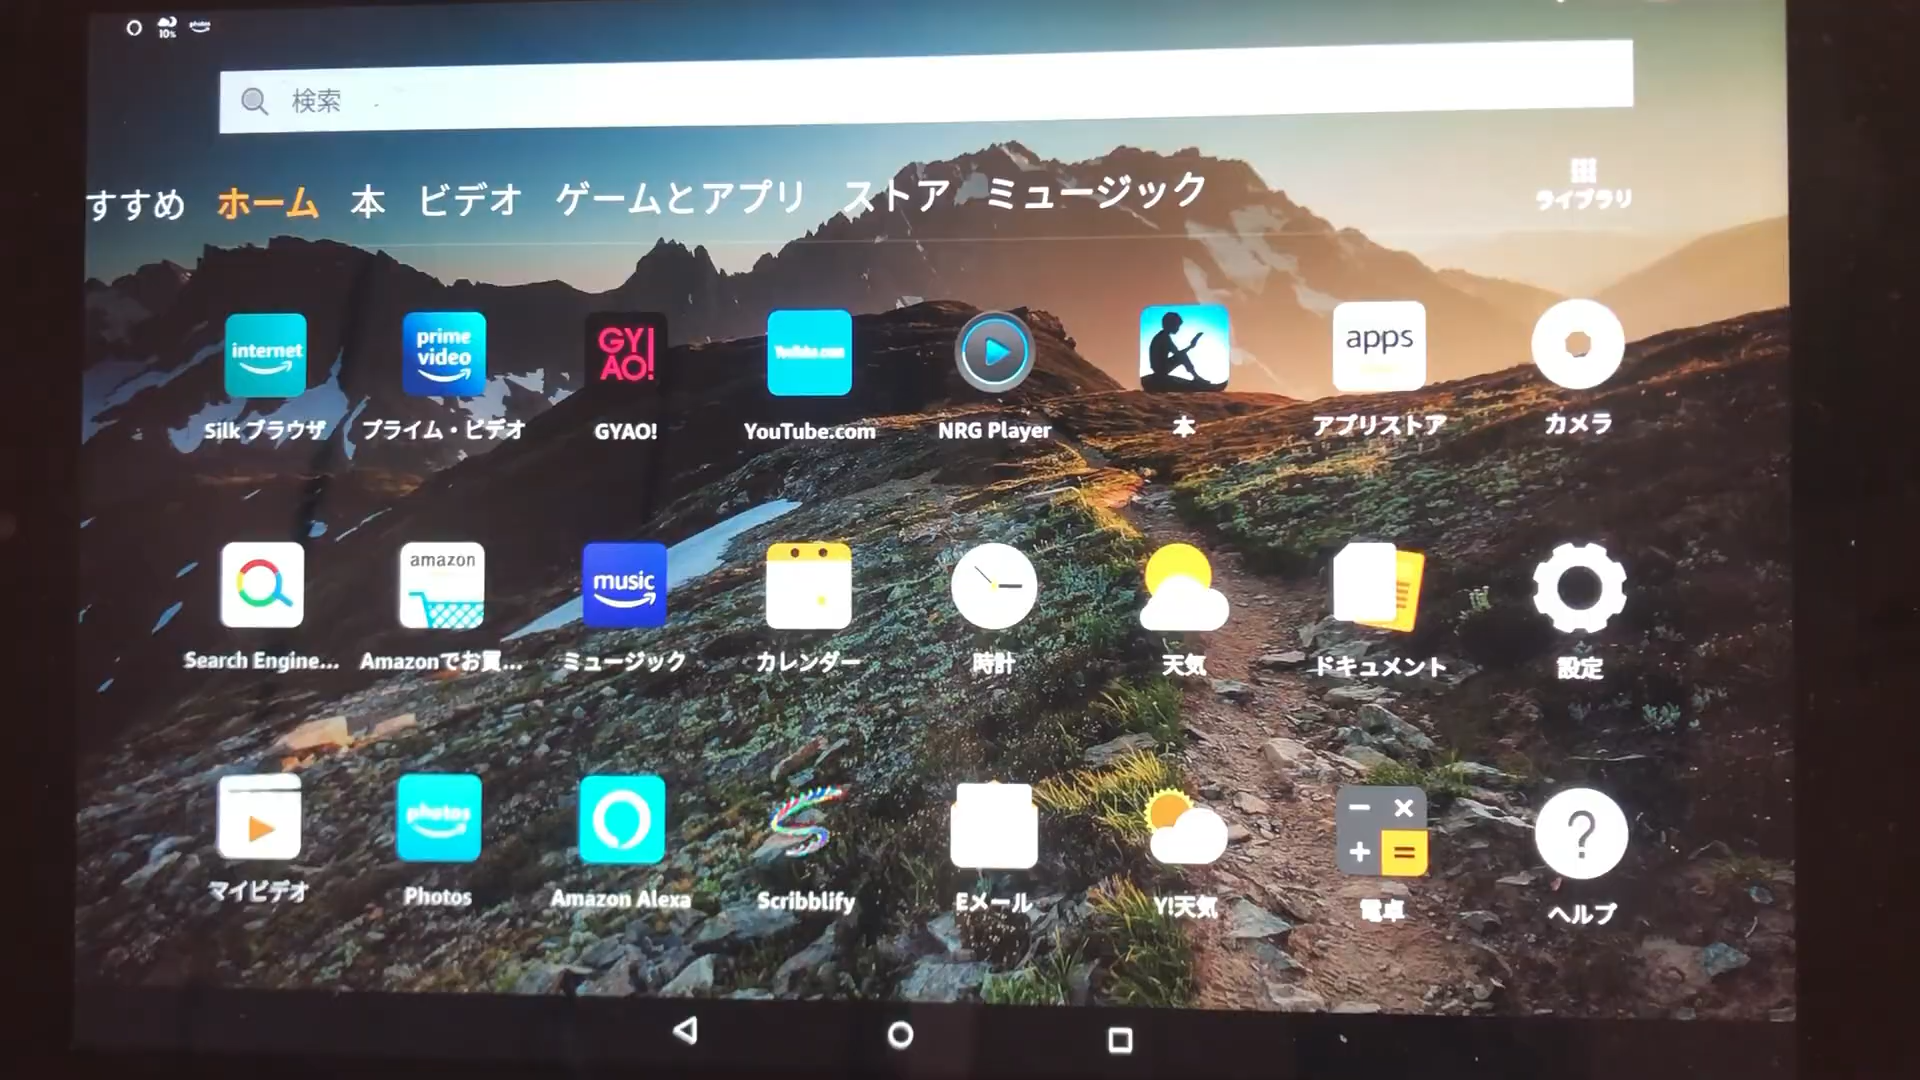 10%
photos
検索
すすめ ホーム 本 ビデオ ゲームとアプリ ストア ミュージック
ライブラリ
internet
prime video
GYAO!
YouTube.com
apps
Silk ブラウザ
プライム・ビデオ
GYAO!
YouTube.com
NRG Player
本
アプリストア
カメラ
amazon
music
Search Engine...
Amazonでお買...
ミュージック
カレンダー
時計
天気
ドキュメント
設定
photos
マイビデオ
Photos
Amazon Alexa
Scribblify
Eメール
Y!天気
電卓
ヘルプ